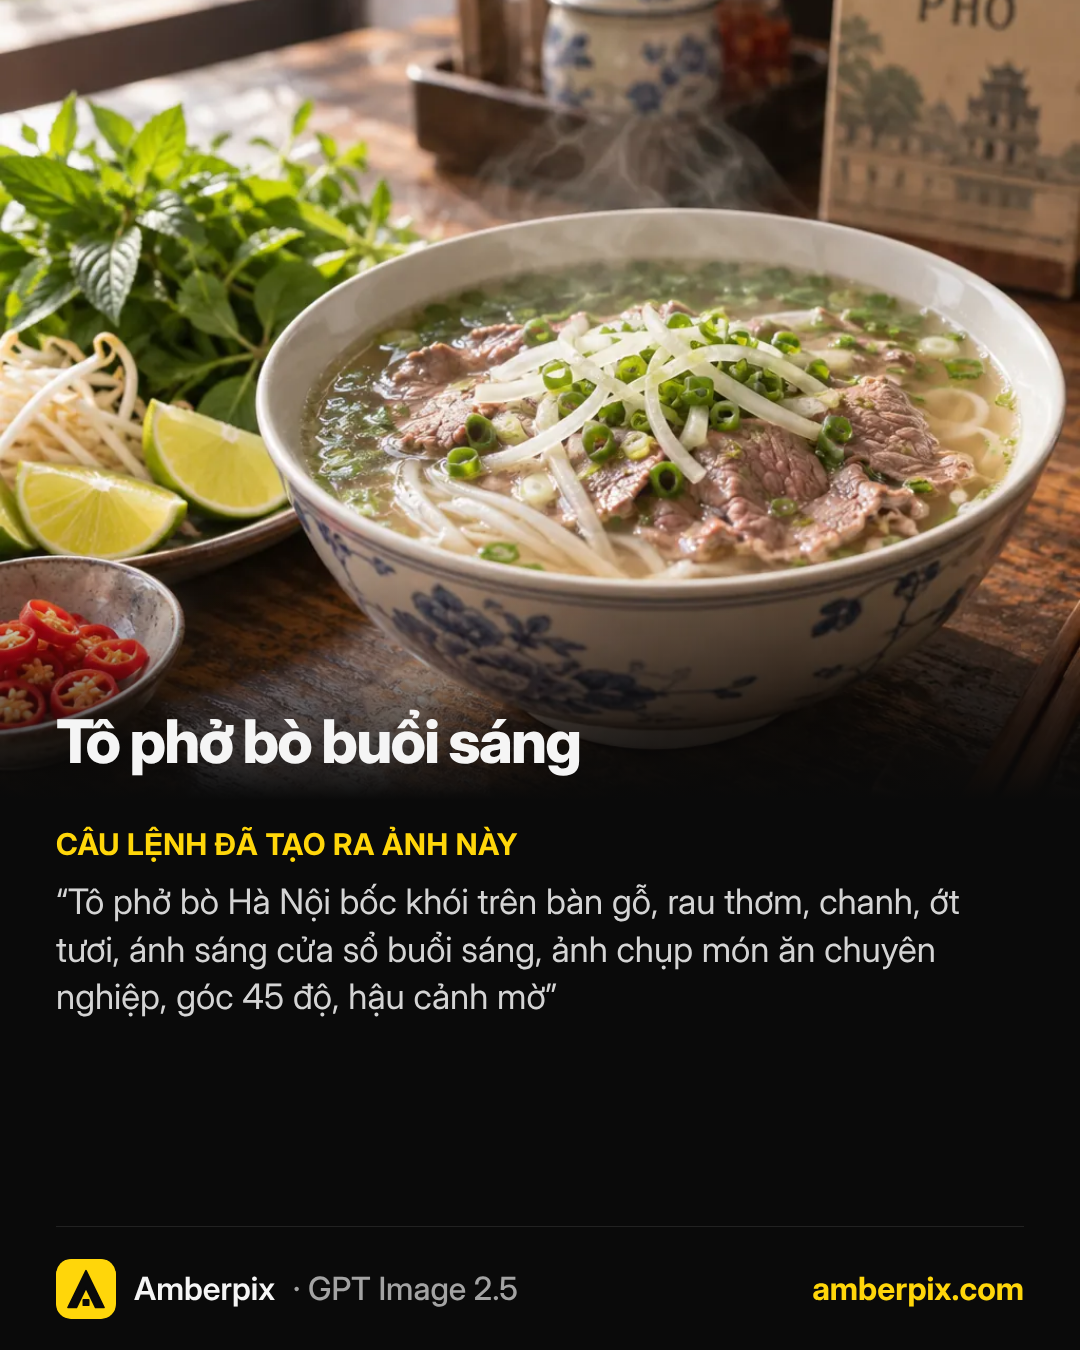 PHO
Tô phở bò buổi sáng
CÂU LỆNH ĐÃ TẠO RA ẢNH NÀY
“Tô phở bò Hà Nội bốc khói trên bàn gỗ, rau thơm, chanh, ớt
tươi, ánh sáng cửa sổ buổi sáng, ảnh chụp món ăn chuyên
nghiệp, góc 45 độ, hậu cảnh mờ”
Amberpix · GPT Image 2.5
amberpix.com